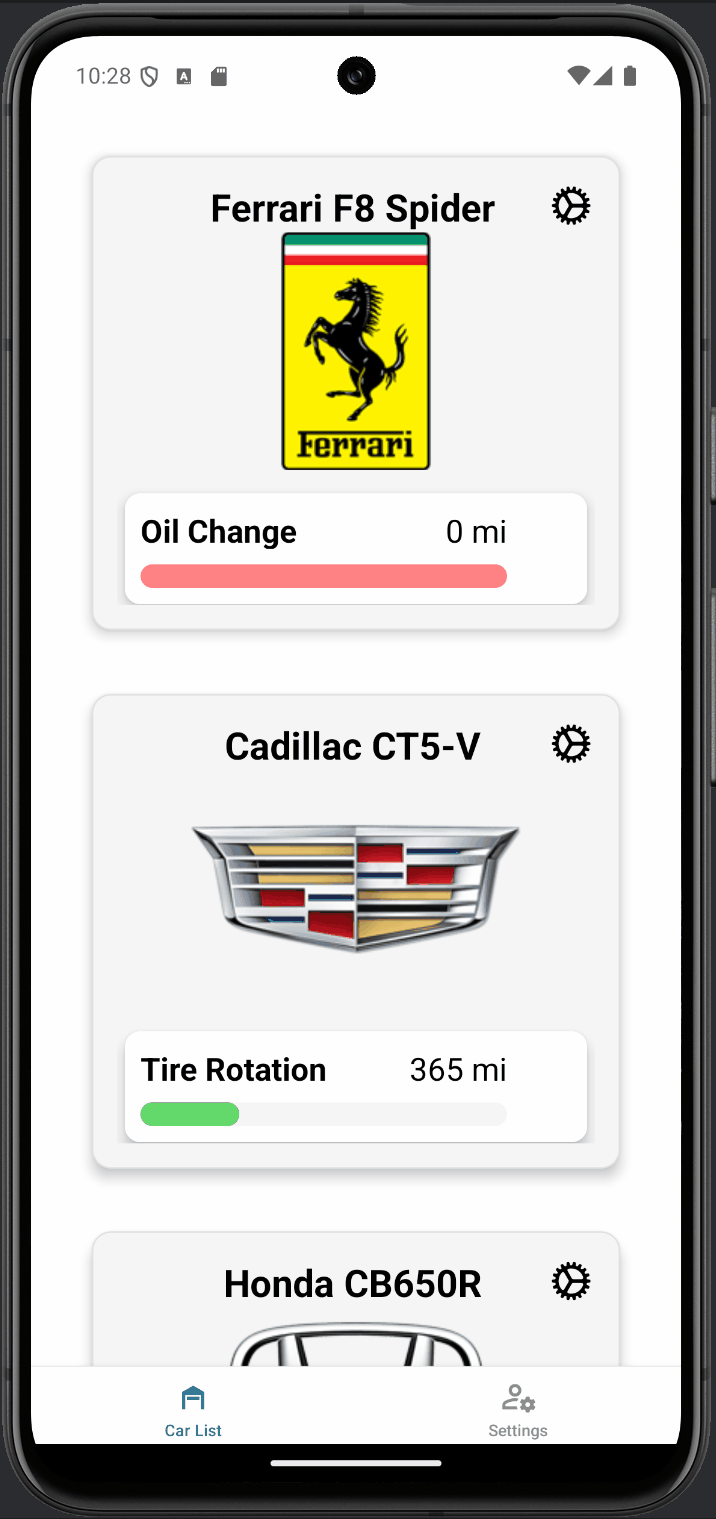 10:28
Ferrari F8 Spider
Ferrari
Oil Change 0 mi
Cadillac CT5-V
Tire Rotation 365 mi
Honda CB650R
Car List Settings